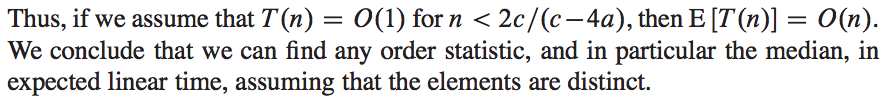 Thus, if we assume that T(n) = O(1) for n < 2c/(c−4a), then E [T(n)] = O(n).
We conclude that we can find any order statistic, and in particular the median, in
expected linear time, assuming that the elements are distinct.